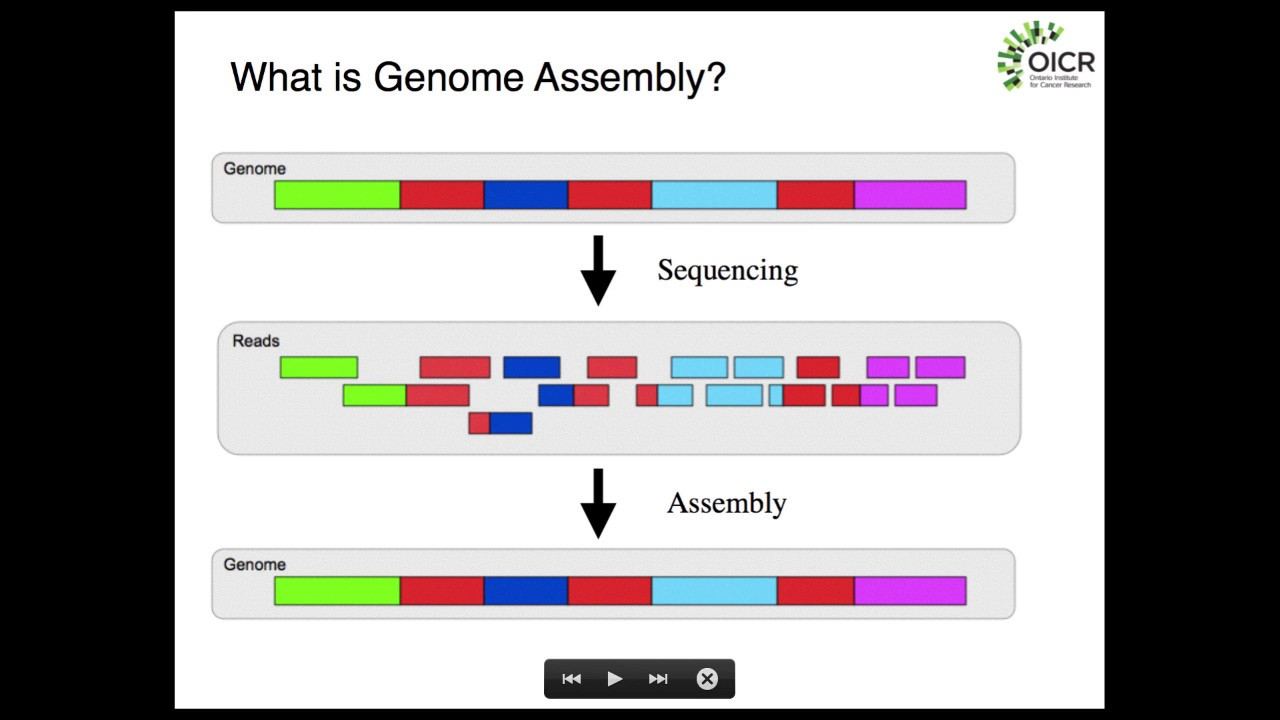 What is Genome Assembly?
OICR
Ontario Institute
for Cancer Research
Genome
Sequencing
Reads
Assembly
Genome